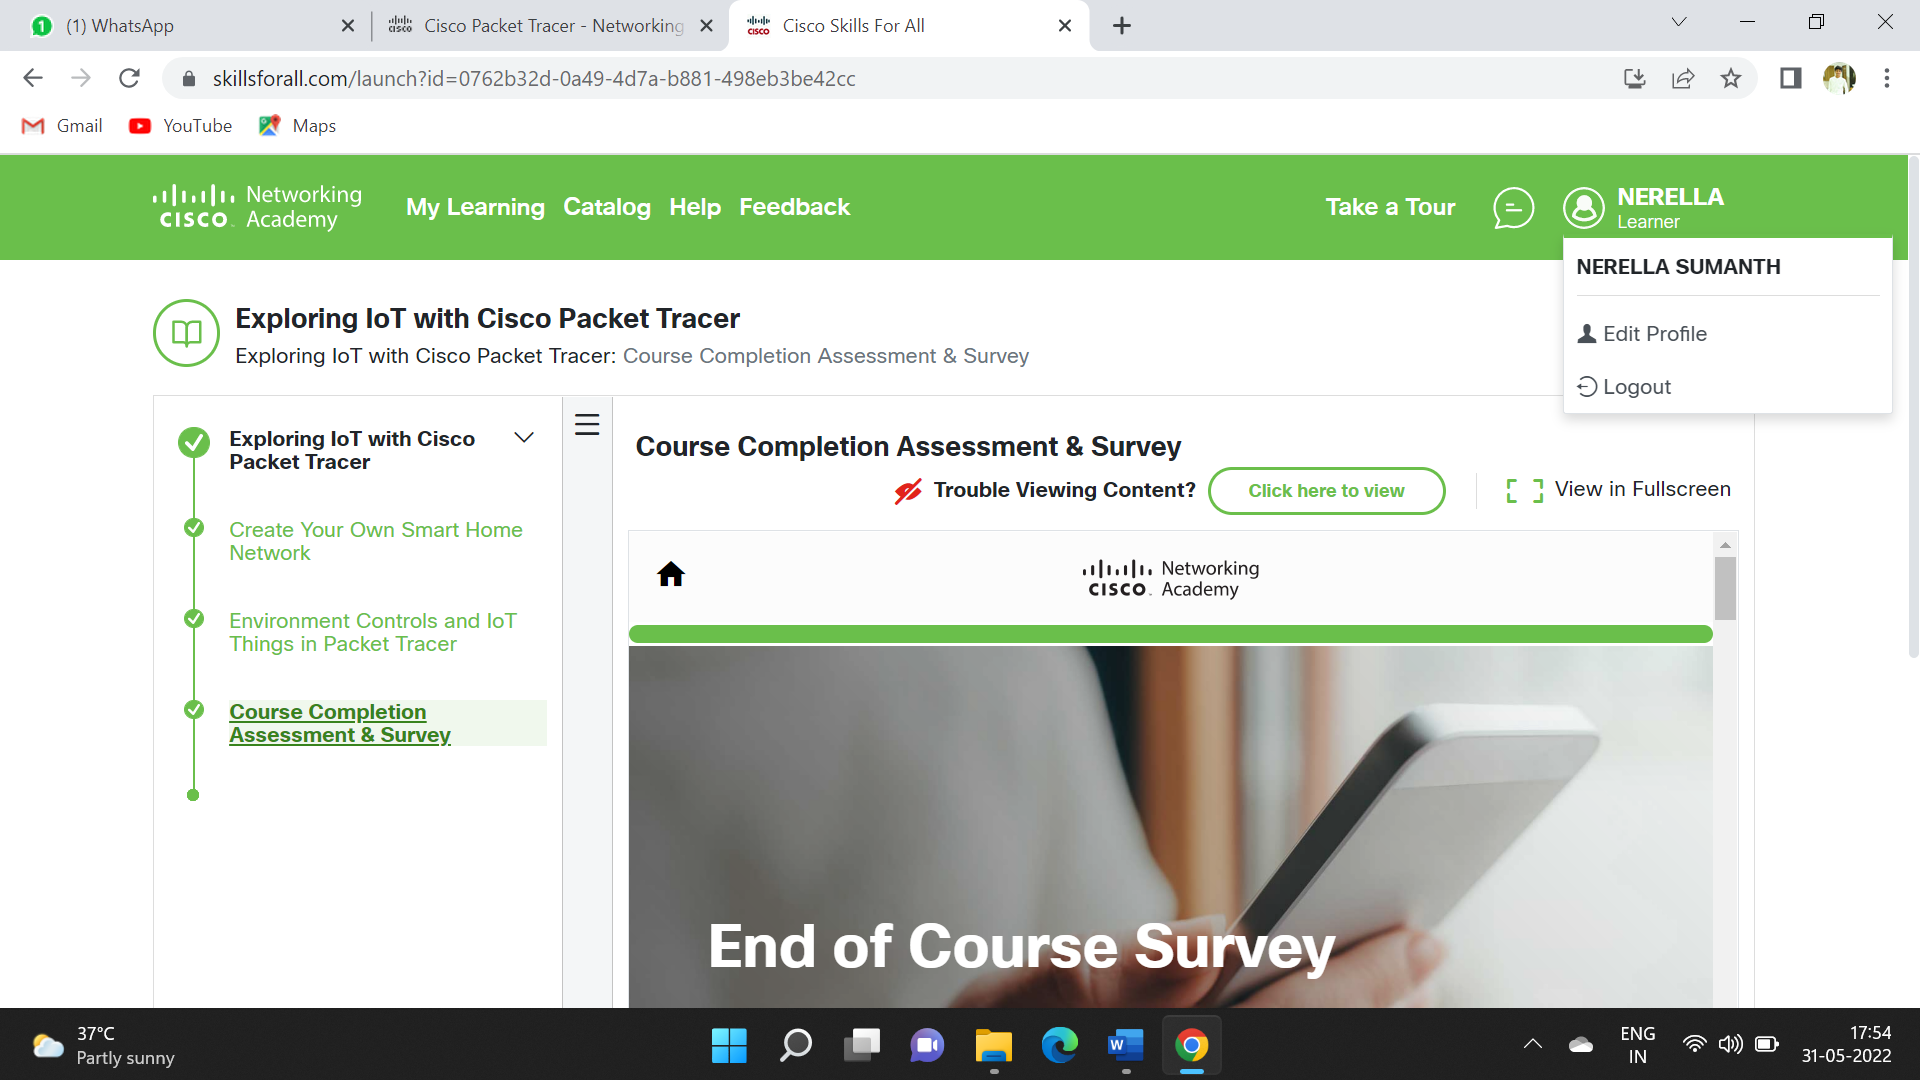 (1) WhatsApp
Cisco Packet Tracer - Networking
Cisco Skills For All
skillsforall.com/launch?id=0762b32d-0a49-4d7a-b881-498eb3be42cc
Gmail
YouTube
Maps
CISCO Networking Academy
My Learning
Catalog
Help
Feedback
Take a Tour
NERELLA
Learner
NERELLA SUMANTH
Edit Profile
Logout
Exploring IoT with Cisco Packet Tracer
Exploring IoT with Cisco Packet Tracer: Course Completion Assessment & Survey
Exploring IoT with Cisco
Packet Tracer
Create Your Own Smart Home
Network
Environment Controls and IoT
Things in Packet Tracer
Course Completion
Assessment & Survey
Course Completion Assessment & Survey
Trouble Viewing Content?
Click here to view
View in Fullscreen
CISCO Networking Academy
End of Course Survey
37°C
Partly sunny
ENG
IN
17:54
31-05-2022